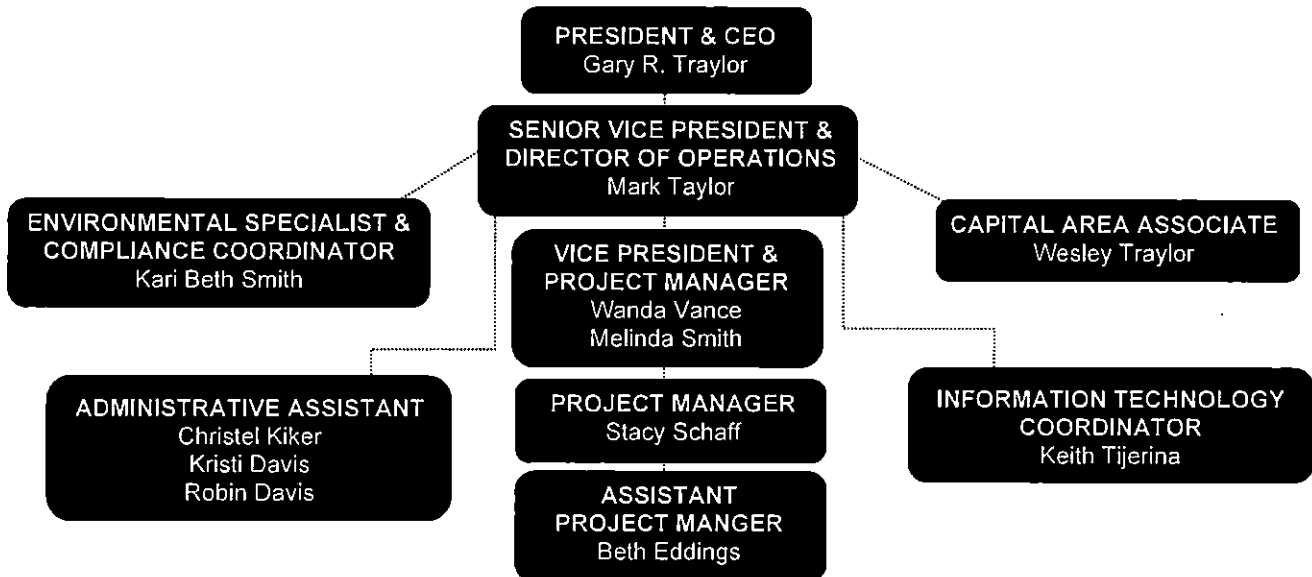 PRESIDENT & CEO
Gary R. Traylor
SENIOR VICE PRESIDENT &
DIRECTOR OF OPERATIONS
Mark Taylor
ENVIRONMENTAL SPECIALIST &
COMPLIANCE COORDINATOR
Kari Beth Smith
VICE PRESIDENT &
PROJECT MANAGER
Wanda Vance
Melinda Smith
CAPITAL AREA ASSOCIATE
Wesley Traylor
ADMINISTRATIVE ASSISTANT
Christel Kiker
Kristi Davis
Robin Davis
PROJECT MANAGER
Stacy Schaff
INFORMATION TECHNOLOGY
COORDINATOR
Keith Tijerina
ASSISTANT
PROJECT MANGER
Beth Eddings